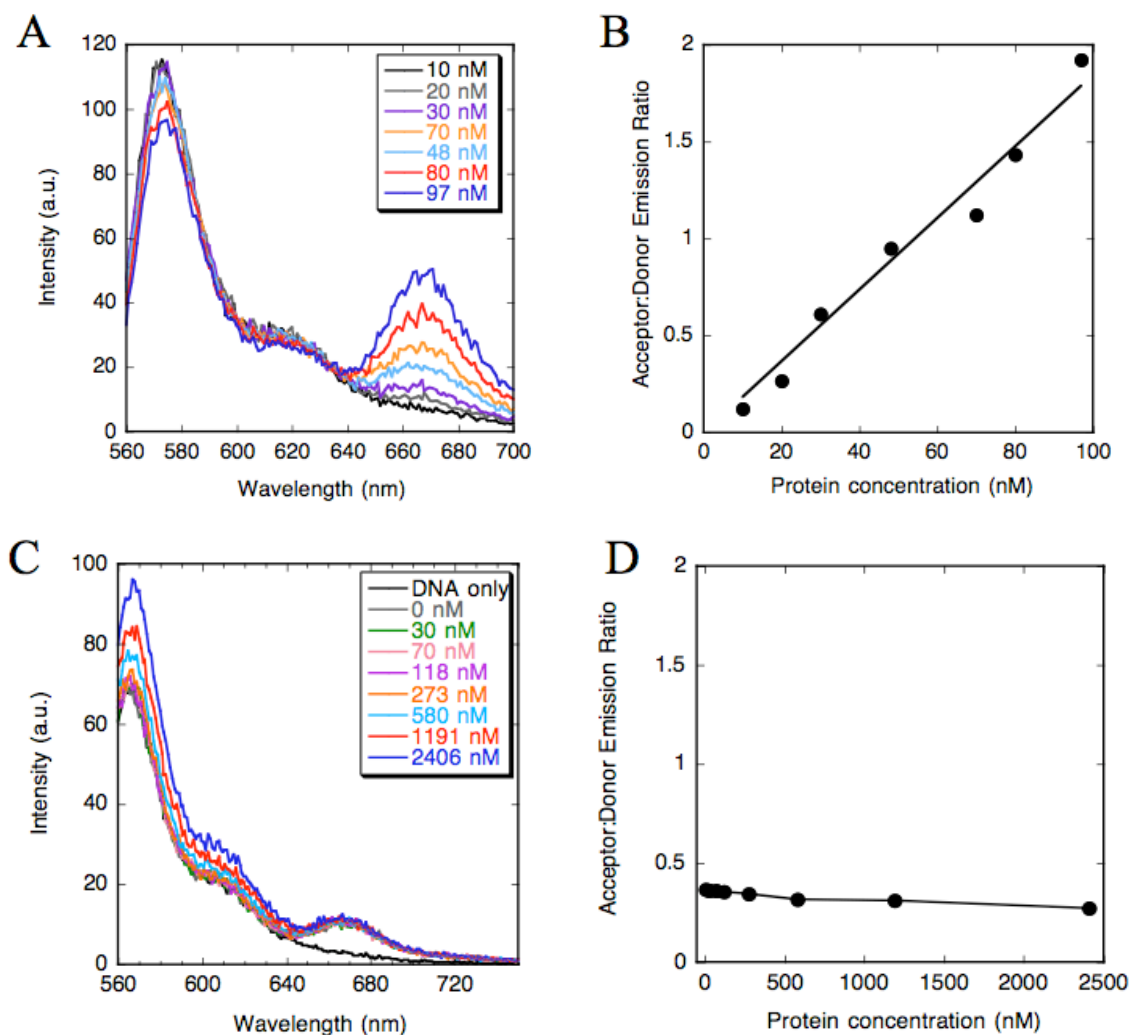 A
120
100
80
60
40
20
0
560
580
600
620
640
660
680
700
Intensity (a.u.)
Wavelength (nm)
10 nM
20 nM
30 nM
70 nM
48 nM
80 nM
97 nM
B
2
1.5
1
0.5
0
0
20
40
60
80
100
Acceptor:Donor Emission Ratio
Protein concentration (nM)
C
100
80
60
40
20
0
560
600
640
680
720
Intensity (a.u.)
Wavelength (nm)
DNA only
0 nM
30 nM
70 nM
118 nM
273 nM
580 nM
1191 nM
2406 nM
D
2
1.5
1
0.5
0
0
500
1000
1500
2000
2500
Acceptor:Donor Emission Ratio
Protein concentration (nM)